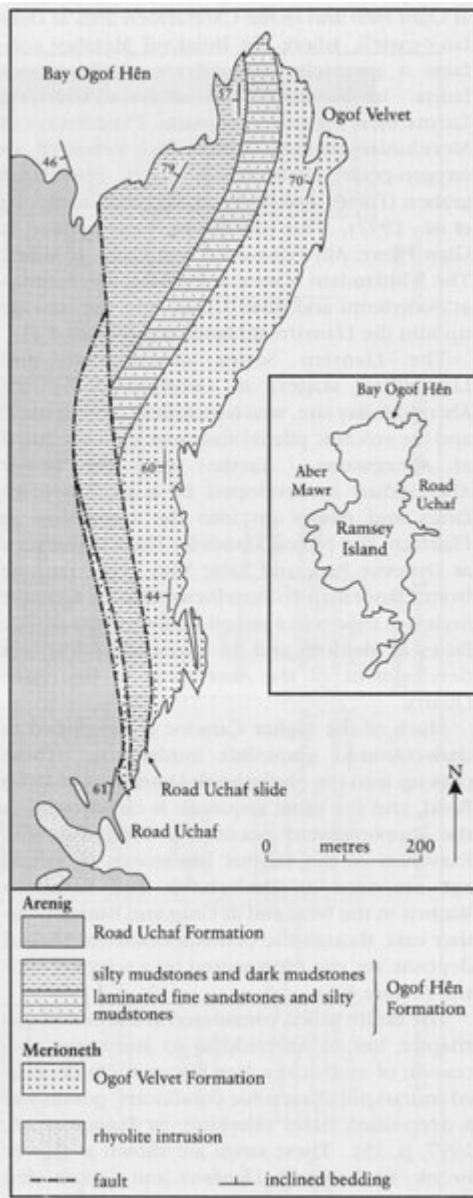 Bay Ogof Hên
37
Ogof Velvet
46
79
70
60
44
61
Road Uchaf slide
Road Uchaf
Bay Ogof Hên
Aber
Mawr
Road
Uchaf
Ramsey
Island
N
0 metres 200
Arenig
Road Uchaf Formation
silty mudstones and dark mudstones
laminated fine sandstones and silty
mudstones
Ogof Hên
Formation
Merioneth
Ogof Velvet Formation
rhyolite intrusion
fault
inclined bedding